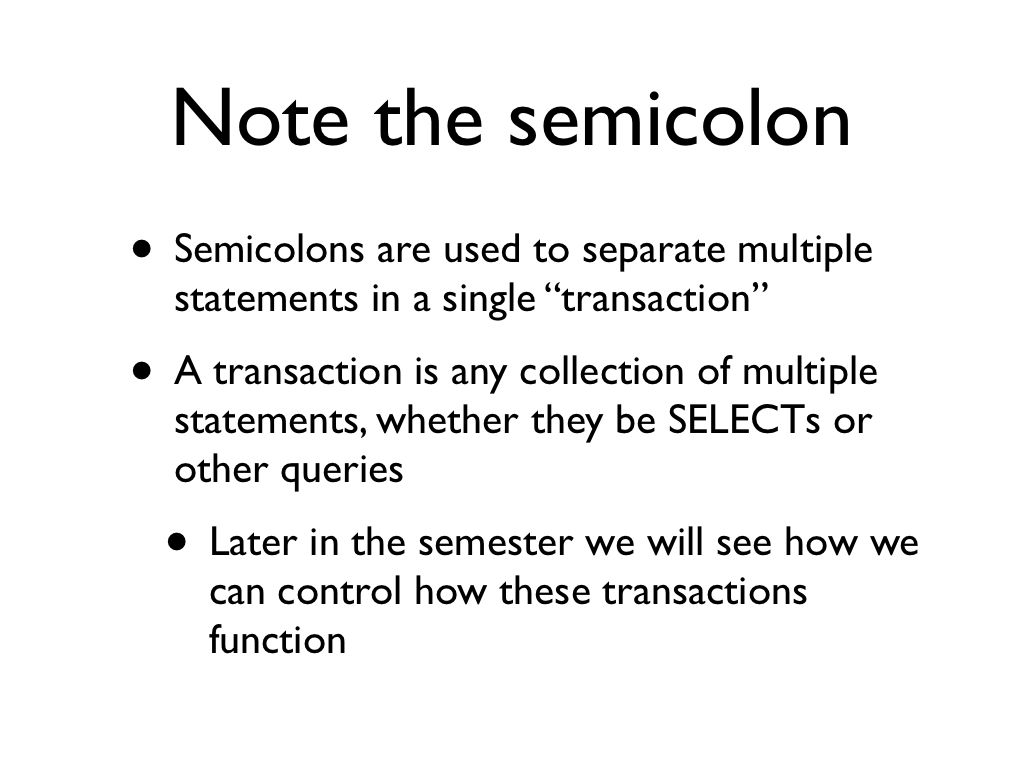 Note the semicolon
• Semicolons are used to separate multiple
statements in a single “transaction”
• A transaction is any collection of multiple
statements, whether they be SELECTs or
other queries
• Later in the semester we will see how we
can control how these transactions
function